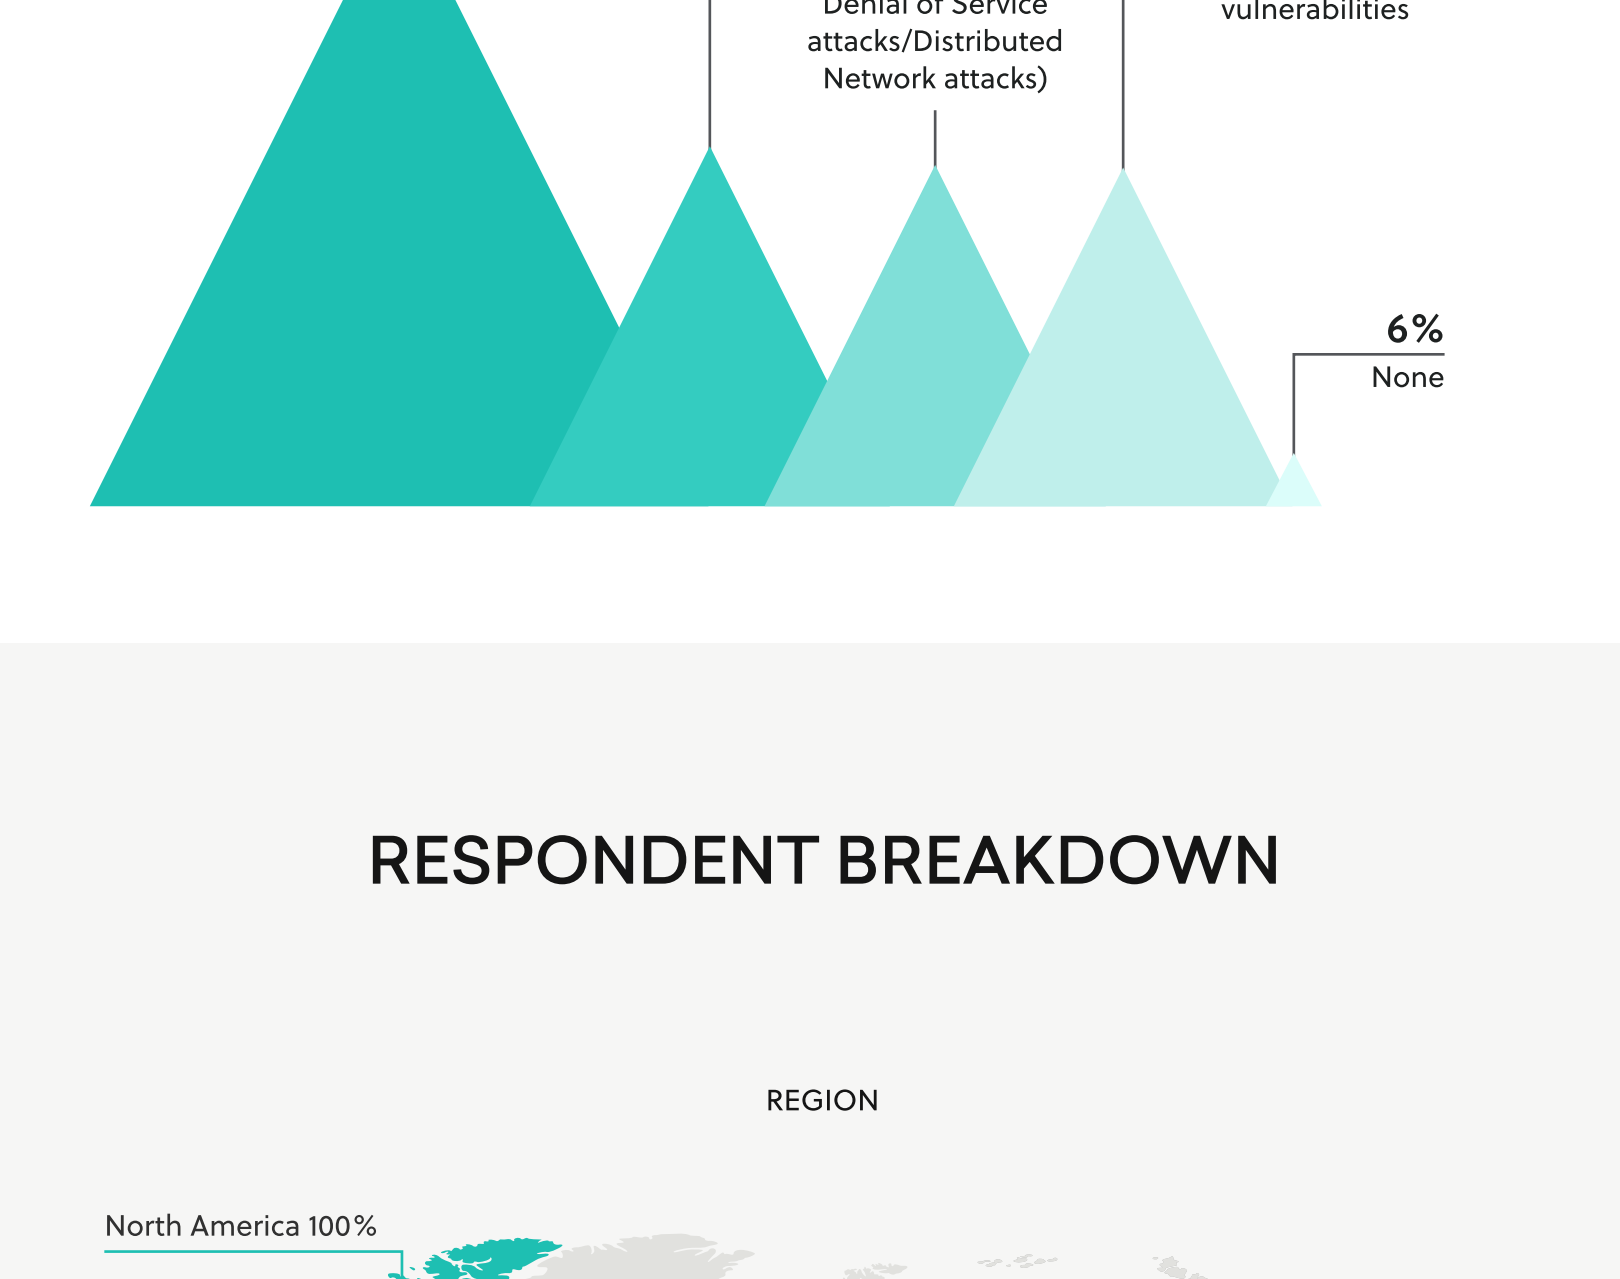 Denial of Service
attacks/Distributed
Network attacks)
vulnerabilities
6%
None
RESPONDENT BREAKDOWN
REGION
North America 100%